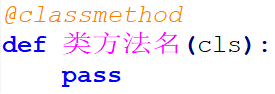 @classmethod
def 类方法名(cls):
    pass